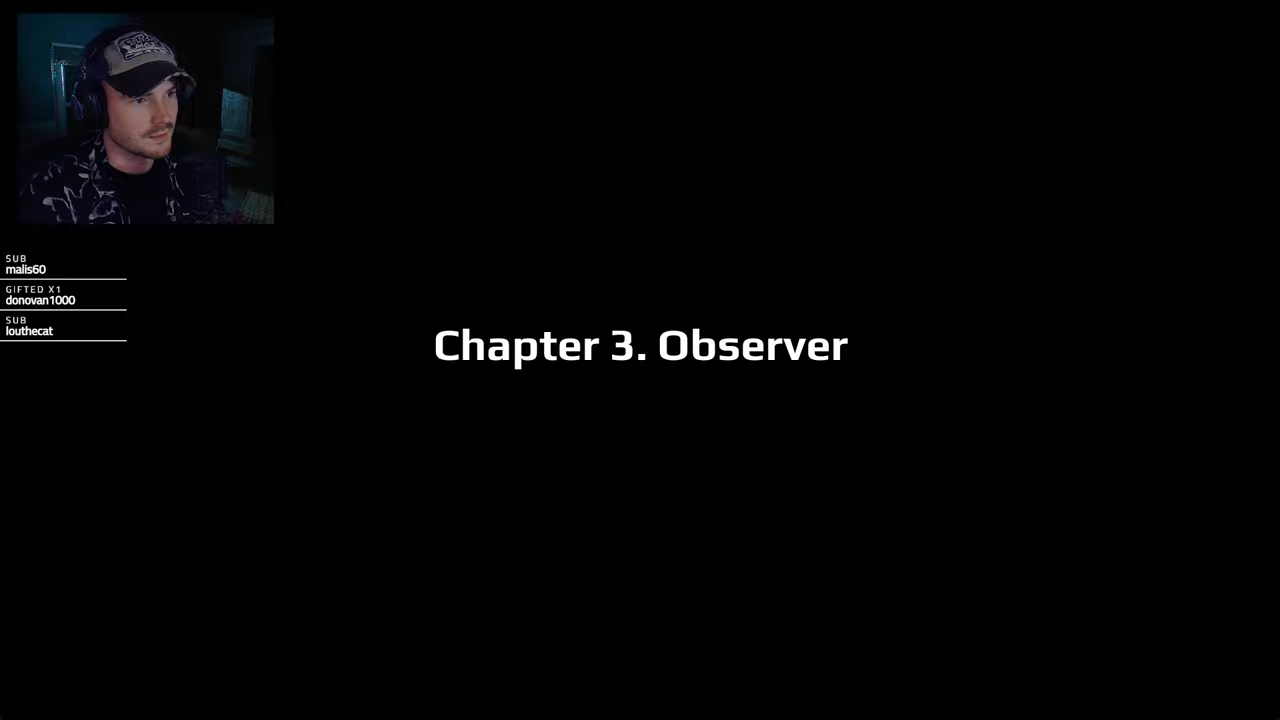 SUB
malis60
GIFTED X1
donovan1000
SUB
louthecat
Chapter 3. Observer